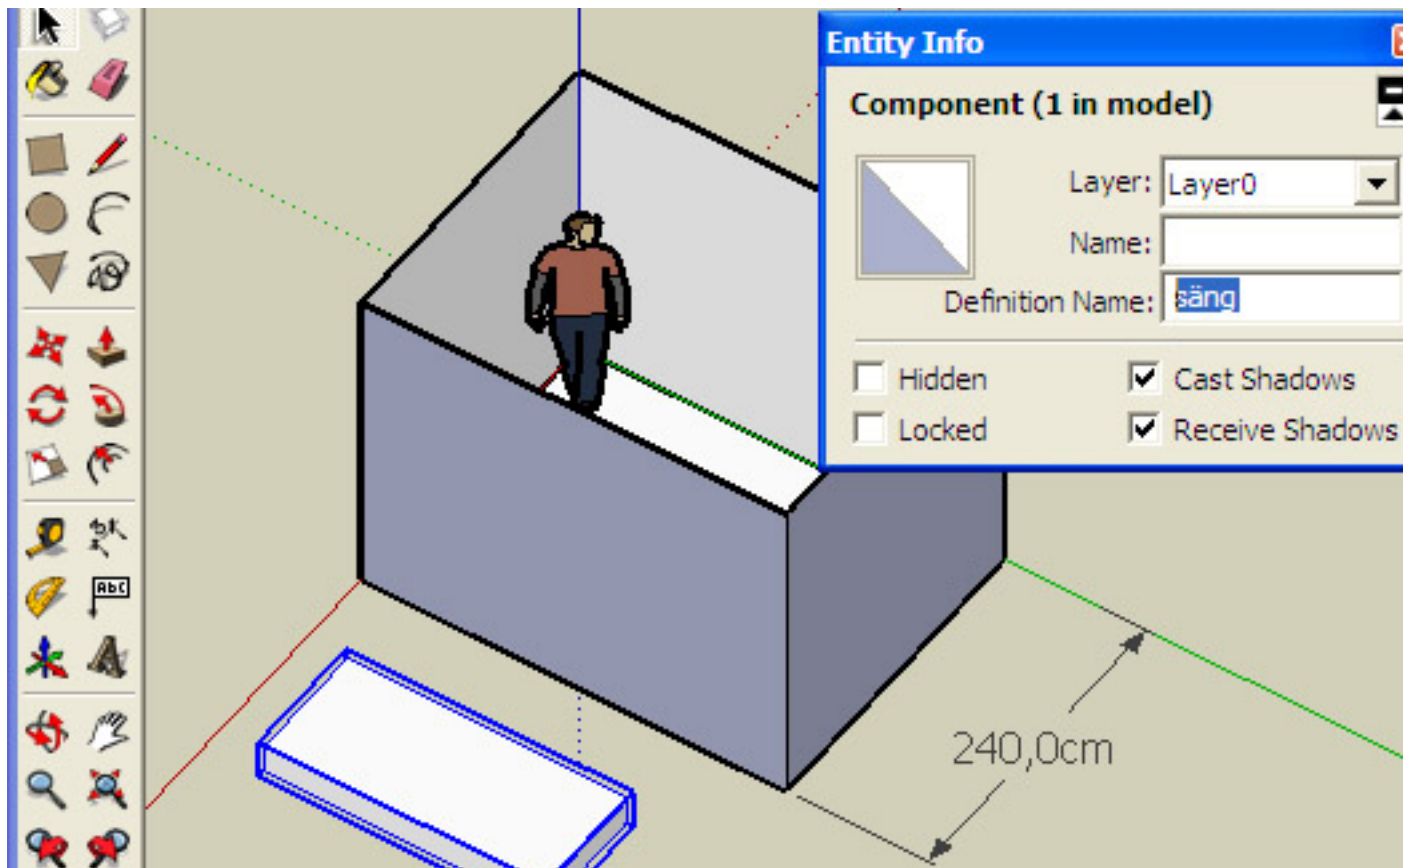 Entity Info
Component (1 in model)
Layer: Layer0
Name:
Definition Name: säng
Hidden
Cast Shadows
Locked
Receive Shadows
Abc
240,0cm